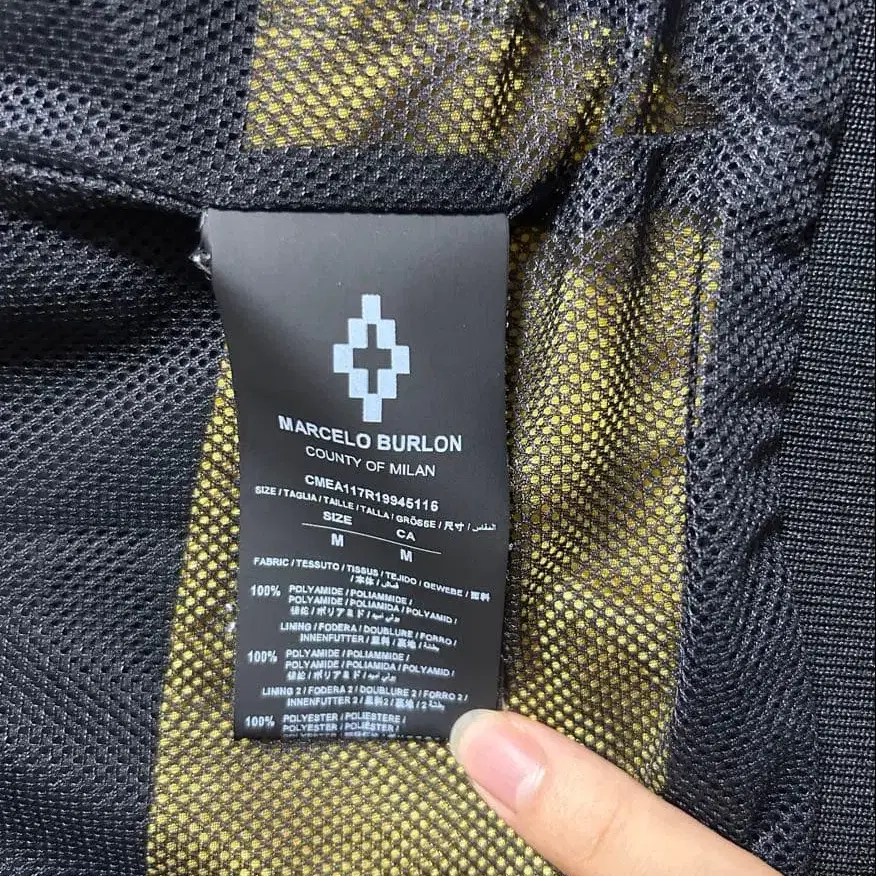 MARCELO BURLON
COUNTY OF MILAN
CMEA117R19945116
SIZE / TAGLIA / TAILLE / TALLA / GRÖSSE / 尺寸 / المقاس
SIZE CA
M M
FABRIC / TESSUTO / TISSUS / TEJIDO / GEWEBE / 面料
/ 本体 / قماش
100% POLYAMIDE / POLIAMMIDE /
POLYAMIDE / POLIAMIDA / POLYAMID /
/ ポリアミド /
LINING / FODERA / DOUBLURE / FORRO /
INNENFUTTER / 里料 / 裏地 /
100% POLYAMIDE / POLIAMMIDE /
POLYAMIDE / POLIAMIDA / POLYAMID /
/ ポリアミド /
LINING 2 / FODERA 2 / DOUBLURE 2 / FORRO 2 /
INNENFUTTER 2 / 里料2 / 裏地 / 2
100% POLYESTER / POLIESTERE /
POLYESTER / POLIÉSTER /